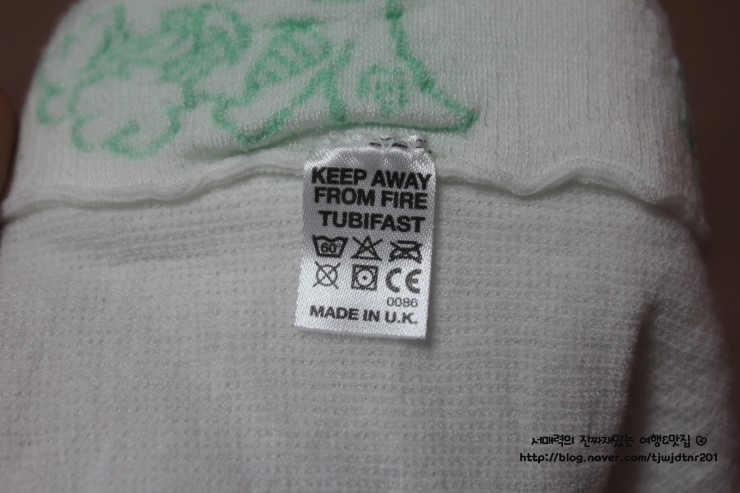 KEEP AWAY
FROM FIRE
TUBIFAST
60
CE
0086
MADE IN U.K.
서매력의 진짜재밌는 여행&맛집
http://blog.naver.com/tjwjdtnr201